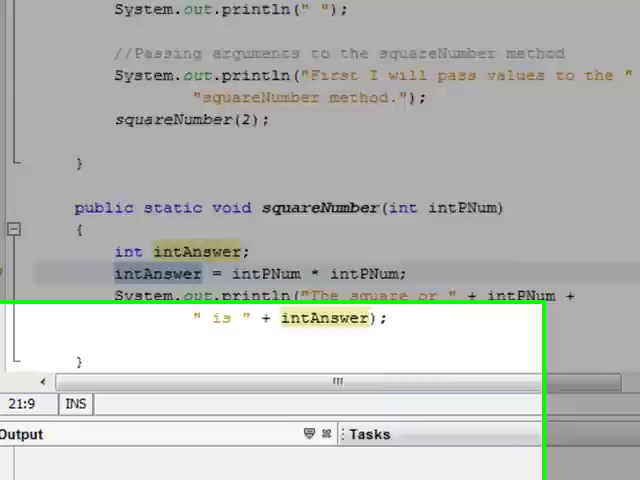 System.out.println(" ");
//Passing arguments to the squareNumber method
System.out.println("First I will pass values to the "
"squareNumber method.");
squareNumber(2);
}
public static void squareNumber(int intPNum)
{
int intAnswer;
intAnswer = intPNum * intPNum;
System.out.println("The square or " + intPNum +
" is " + intAnswer);
}
21:9 INS
Output Tasks